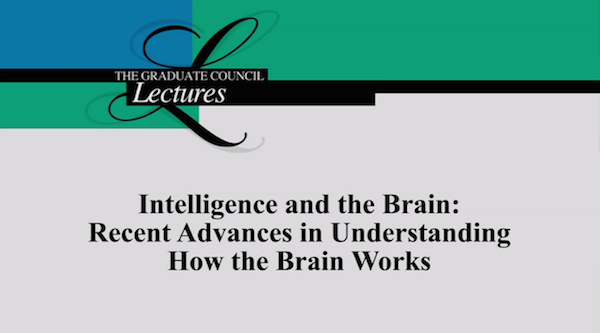 THE GRADUATE COUNCIL
Lectures
Intelligence and the Brain:
Recent Advances in Understanding
How the Brain Works